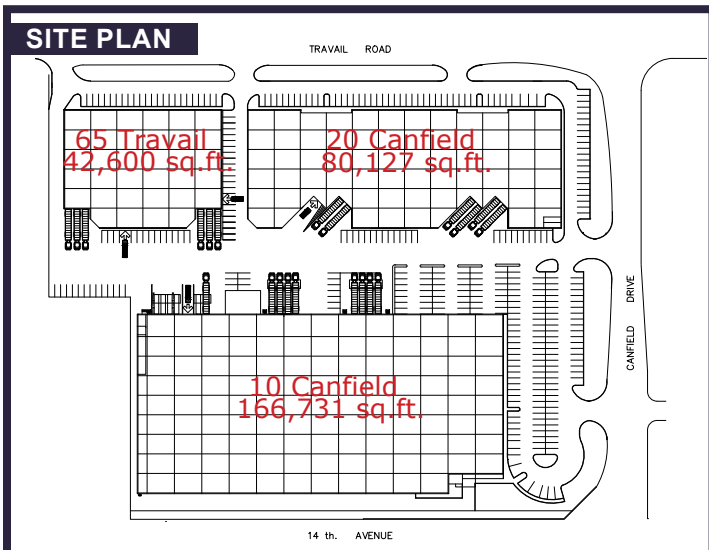 SITE PLAN
TRAVAIL ROAD
65 Travail
42,600 sq.ft.
20 Canfield
80,127 sq.ft.
CANFIELD DRIVE
10 Canfield
166,731 sq.ft.
14 th. AVENUE